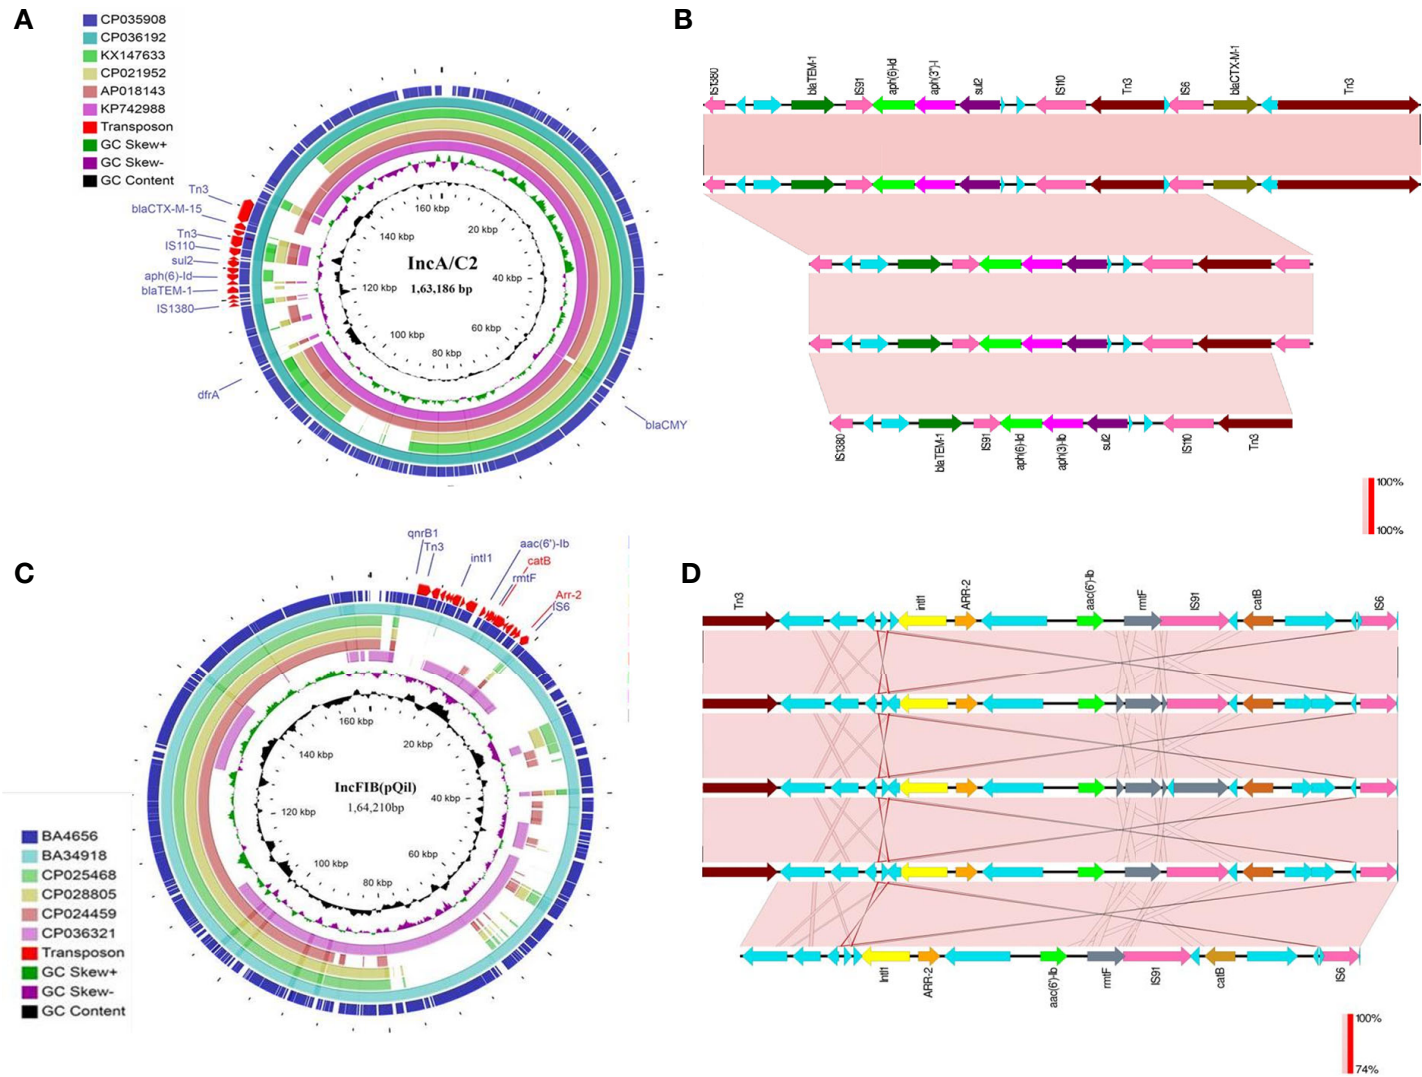 A
CP035908
CP036192
KX147633
CP021952
AP018143
KP742988
Transposon
GC Skew+
GC Skew-
GC Content
Tn3
blaCTX-M-15
Tn3
IS110
sul2
aph(6)-Id
blaTEM-1
IS1380
dfrA
blaCMY
160 kbp
20 kbp
140 kbp
IncA/C2
40 kbp
1,63,186 bp
120 kbp
100 kbp
60 kbp
80 kbp
B
IS1380
blaTEM-1
IS91
aph(6)-Id
aph(3")-I
sul2
IS110
Tn3
IS6
blaCTX-M-1
Tn3
IS1380
blaTEM-1
IS91
aph(6)-Id
aph(3)-Ib
sul2
IS110
Tn3
100%
100%
C
qnrB1
Tn3
intI1
aac(6')-Ib
catB
rmtF
Arr-2
IS6
160 kbp
20 kbp
140 kbp
IncFIB(pQil)
1,64,210bp
40 kbp
120 kbp
100 kbp
60 kbp
80 kbp
BA4656
BA34918
CP025468
CP028805
CP024459
CP036321
Transposon
GC Skew+
GC Skew-
GC Content
D
Tn3
intI1
ARR-2
aac(6')-Ib
rmtF
IS91
catB
IS6
IntI1
ARR-2
aac(6')-Ib
rmtF
IS91
catB
IS6
100%
74%